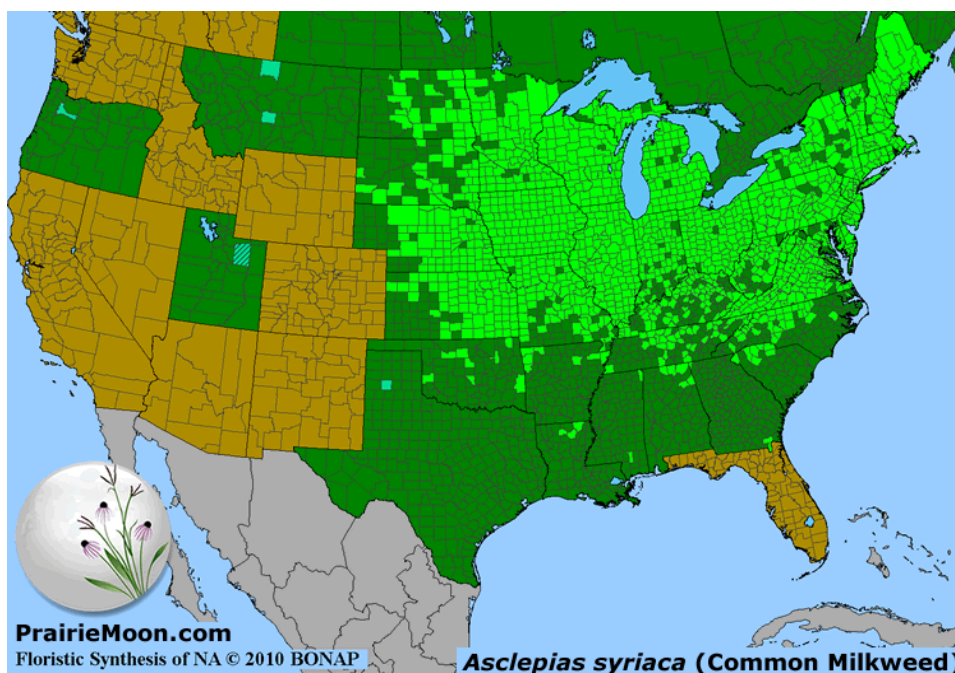 PrairieMoon.com
Floristic Synthesis of NA © 2010 BONAP
Asclepias syriaca (Common Milkweed)